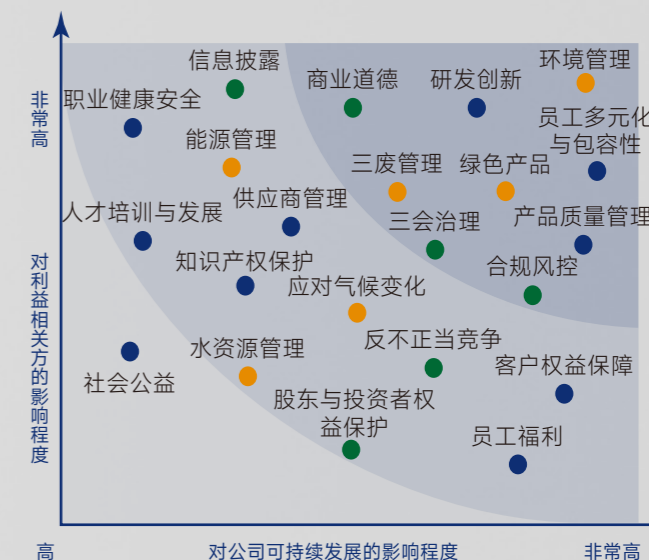 环境管理
信息披露
商业道德
研发创新
非常高
职业健康安全
员工多元化
与包容性
能源管理
三废管理
绿色产品
供应商管理
人才培训与发展
三会治理
产品质量管理
知识产权保护
应对气候变化
合规风控
对利益相关方的影响程度
水资源管理
反不正当竞争
客户权益保障
社会公益
股东与投资者权
益保护
员工福利
高
对公司可持续发展的影响程度
非常高